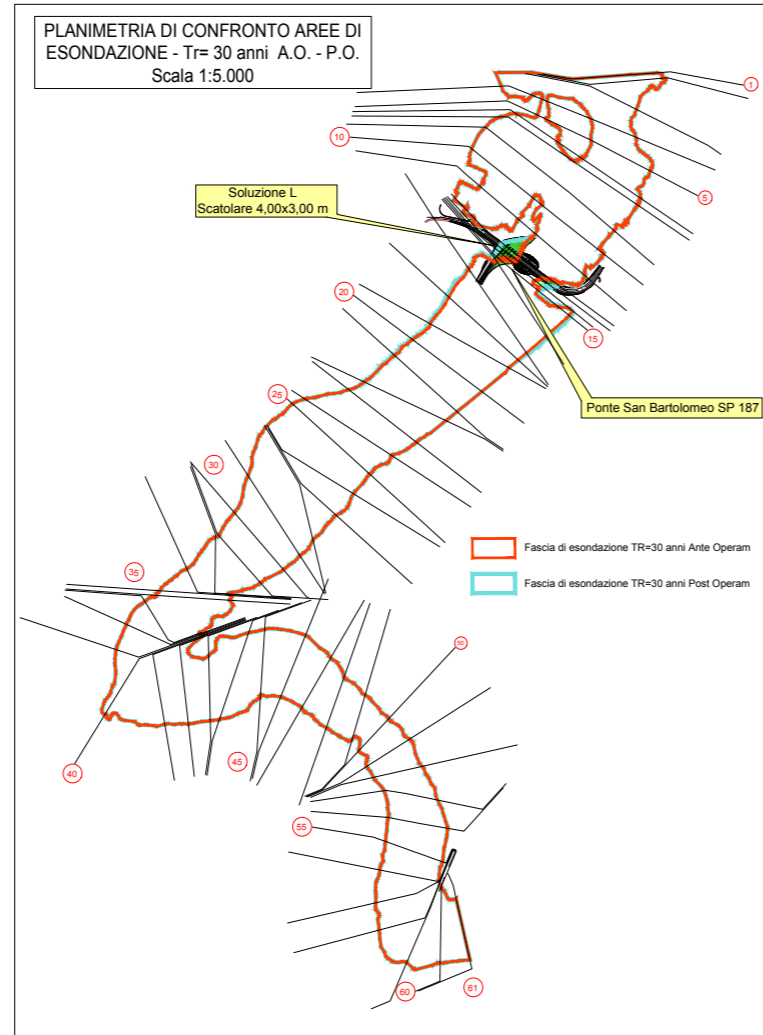 PLANIMETRIA DI CONFRONTO AREE DI
ESONDAZIONE - Tr= 30 anni A.O. - P.O.
Scala 1:5.000
1
10
5
Soluzione L
Scatolare 4,00x3,00 m
20
15
Ponte San Bartolomeo SP 187
25
30
Fascia di esondazione TR=30 anni Ante Operam
Fascia di esondazione TR=30 anni Post Operam
35
50
40
45
55
60
61